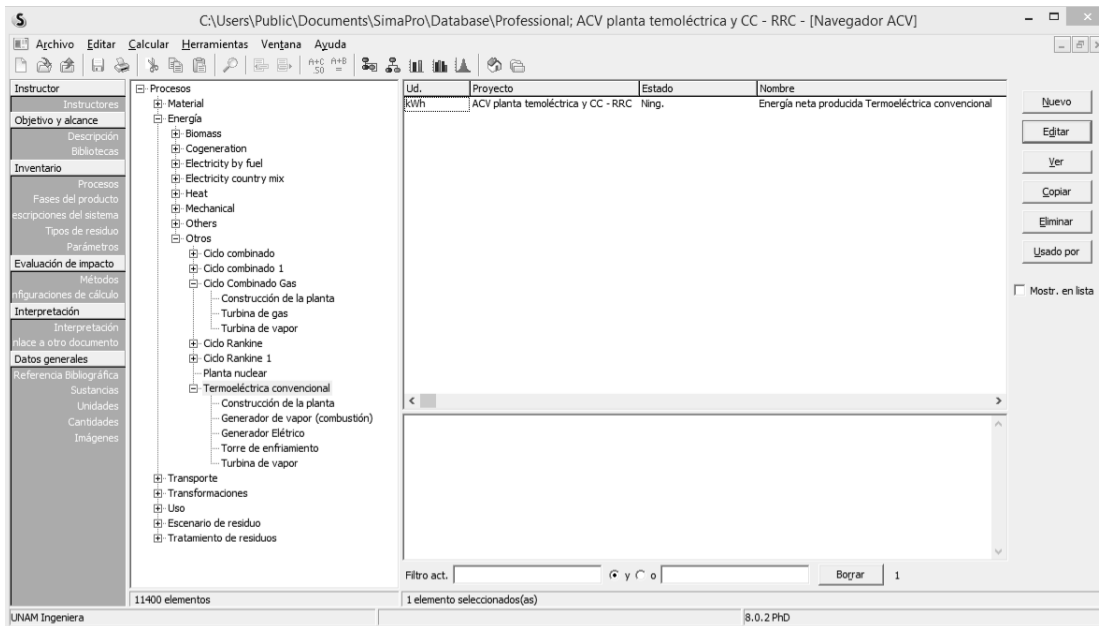 S
C:\Users\Public\Documents\SimaPro\Database\Professional; ACV planta temoléctrica y CC - RRC - [Navegador ACV]
Archivo Editar Calcular Herramientas Ventana Ayuda
A+C .50 A+B =
Instructor
Instructores
Objetivo y alcance
Descripción
Bibliotecas
Inventario
Procesos
Fases del producto
escripciones del sistema
Tipos de residuo
Parámetros
Evaluación de impacto
Métodos
nfiguraciones de cálculo
Interpretación
Interpretación
nlace a otro documento
Datos generales
Referencia Bibliográfica
Sustancias
Unidades
Cantidades
Imágenes
Procesos
Material
Energía
Biomass
Cogeneration
Electricity by fuel
Electricity country mix
Heat
Mechanical
Others
Otros
Ciclo combinado
Ciclo combinado 1
Ciclo Combinado Gas
Construcción de la planta
Turbina de gas
Turbina de vapor
Ciclo Rankine
Ciclo Rankine 1
Planta nuclear
Termoeléctrica convencional
Construcción de la planta
Generador de vapor (combustión)
Generador Elétrico
Torre de enfriamiento
Turbina de vapor
Transporte
Transformaciones
Uso
Escenario de residuo
Tratamiento de residuos
Ud. Proyecto Estado Nombre
kWh ACV planta temoléctrica y CC - RRC Ning. Energía neta producida Termoeléctrica convencional
Nuevo
Editar
Ver
Copiar
Eliminar
Usado por
Mostr. en lista
Filtro act. y o Borrar 1
11400 elementos 1 elemento seleccionados(as)
UNAM Ingeniera 8.0.2 PhD